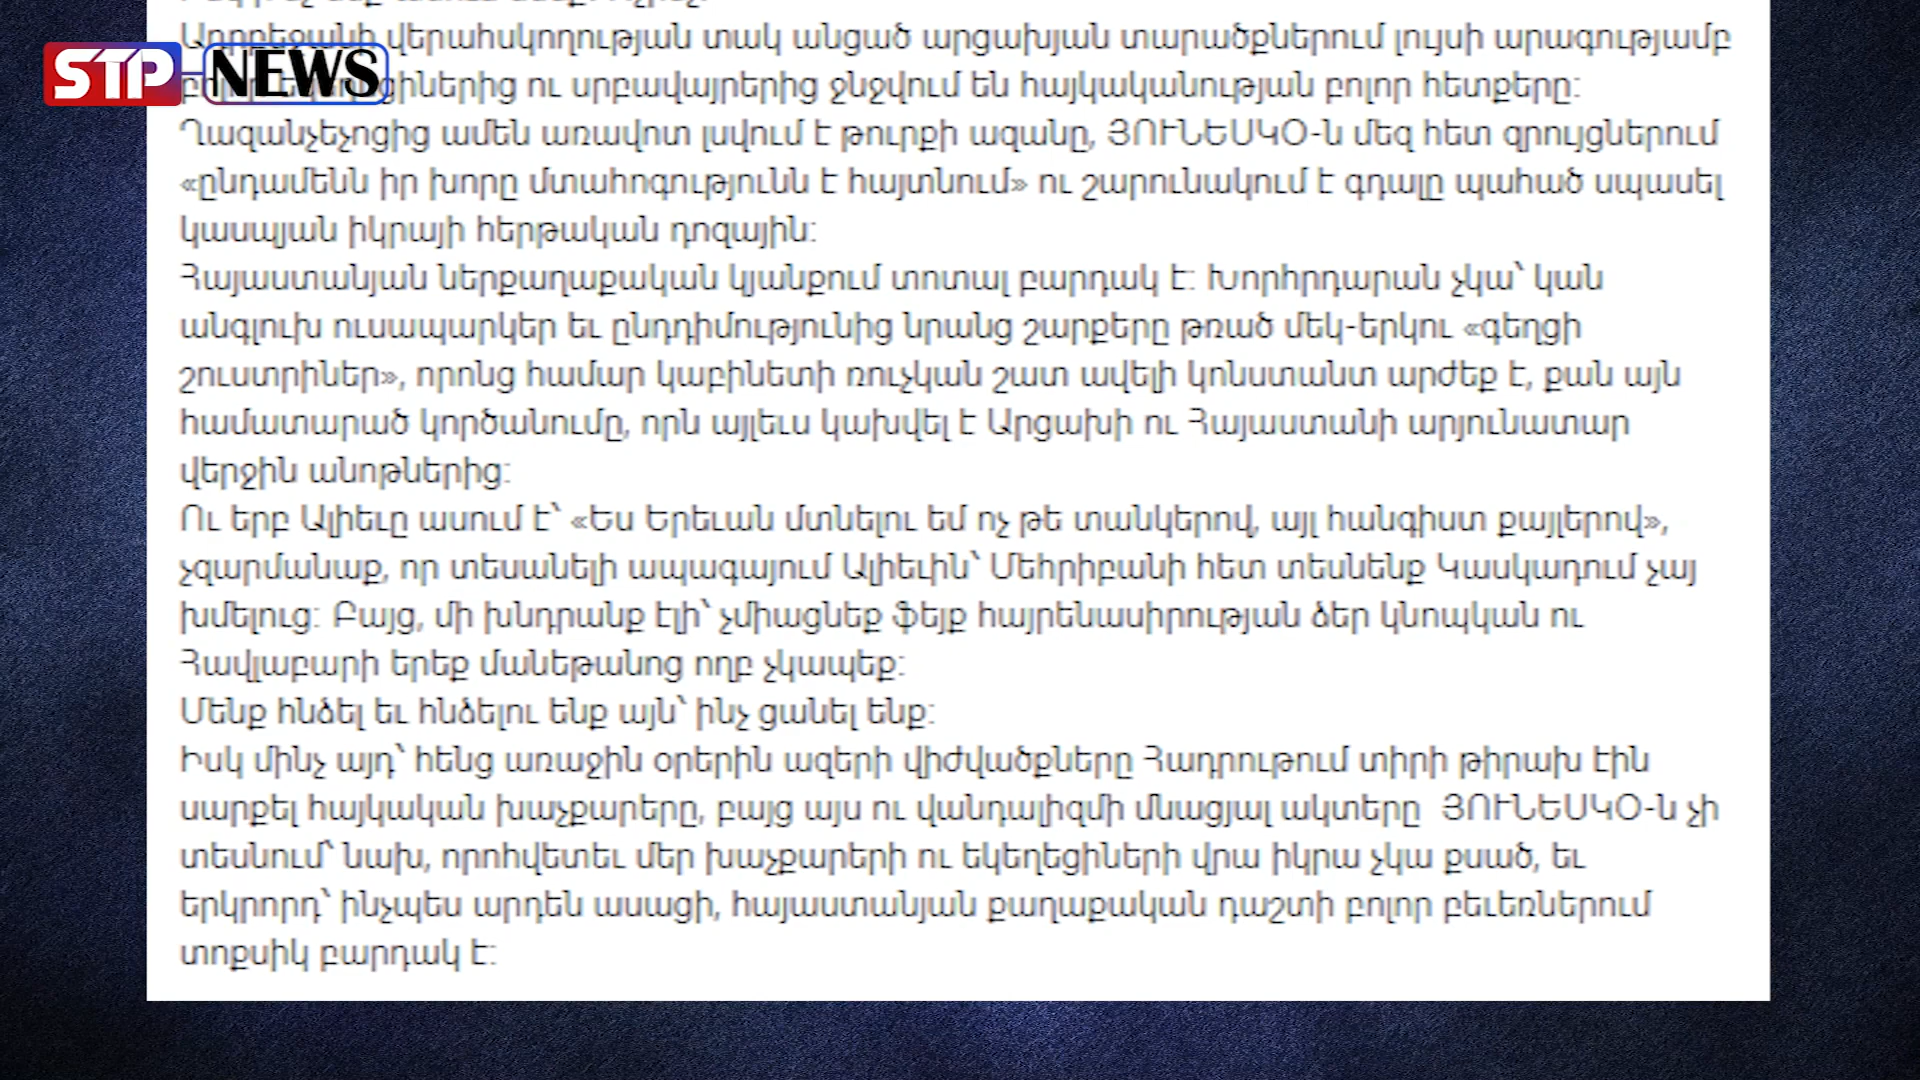 STP NEWS
Ադրբեջանի վերահսկողության տակ անցած արցախյան տարածքներում լույսի արագությամբ
ու սրբավայրերից ջնջվում են հայկականության բոլոր հետքերը:
Ղազանչեչոցից ամեն առավոտ լսվում է թուրքի ազանը, ՅՈՒՆԵՍԿՕ-ն մեզ հետ զրույցներում
«ընդամենն իր խորը մտահոգությունն է հայտնում» ու շարունակում է գդալը պահած սպասել
կասպյան իկրայի հերթական դոզային:
Հայաստանյան ներքաղաքական կյանքում տոտալ բարդակ է: Խորհրդարան չկա՝ կան
անգլուխ ուսապարկեր եւ ընդդիմությունից նրանց շարքերը թռած մեկ-երկու «գեղցի
շուստրիներ», որոնց համար կաբինետի ռուչկան շատ ավելի կոնստանտ արժեք է, քան այն
համատարած կործանումը, որն այլեւս կախվել է Արցախի ու Հայաստանի արյունատար
վերջին անոթներից:
Ու երբ Ալիեւը ասում է՝ «Ես Երեւան մտնելու եմ ոչ թե տանկերով, այլ հանգիստ քայլերով»,
չզարմանաք, որ տեսանելի ապագայում Ալիեւին՝ Մեհրիբանի հետ տեսնենք Կասկադում չայ
խմելուց: Բայց, մի խնդրանք էլի՝ չմիացնեք ֆեյք հայրենասիրության ձեր կնոպկան ու
Հավլաբարի երեք մանեթանոց ողբ չկապեք:
Մենք հնձել եւ հնձելու ենք այն՝ ինչ ցանել ենք:
Իսկ մինչ այդ՝ հենց առաջին օրերին ազերի վիժվածքները Հադրութում տիրի թիրախ էին
սարքել հայկական խաչքարերը, բայց այս ու վանդալիզմի մնացյալ ակտերը ՅՈՒՆԵՍԿՕ-ն չի
տեսնում՝ նախ, որոհվետեւ մեր խաչքարերի ու եկեղեցիների վրա իկրա չկա քսած, եւ
երկրորդ՝ ինչպես արդեն ասացի, հայաստանյան քաղաքական դաշտի բոլոր բեւեռներում
տոքսիկ բարդակ է: